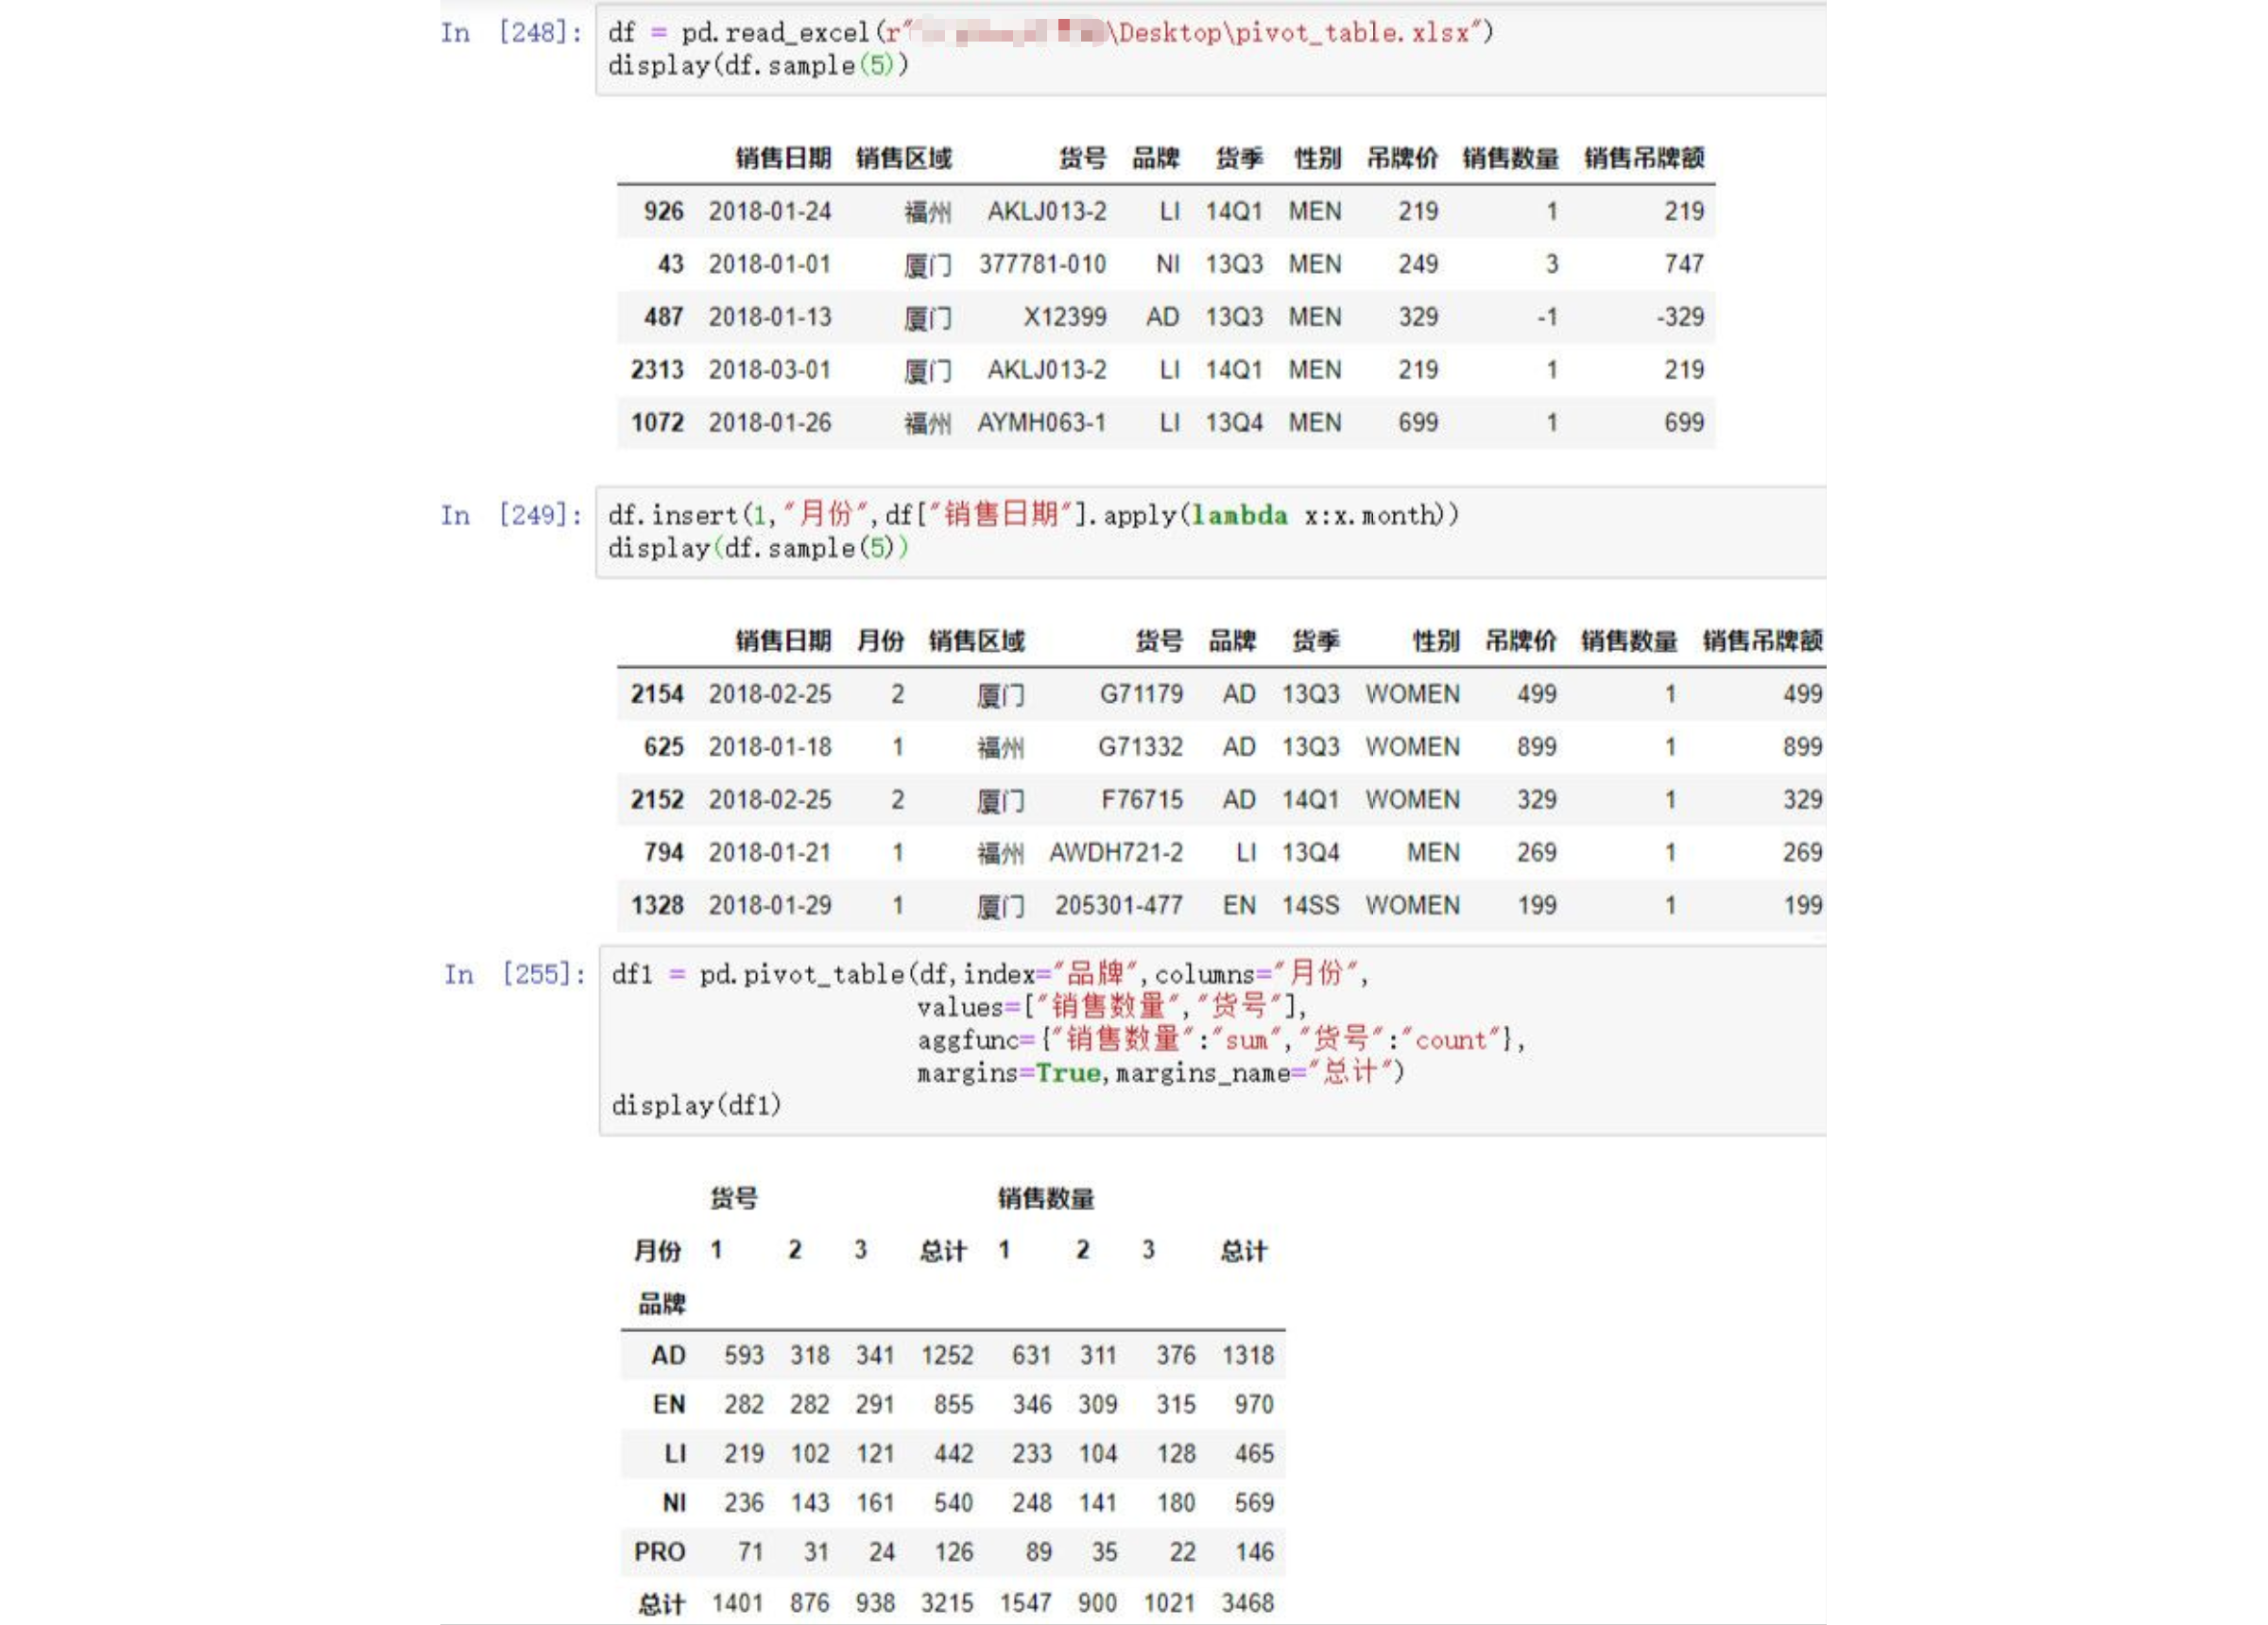 In [248]: df = pd.read_excel(r"\Desktop\pivot_table.xlsx")
display(df.sample(5))
销售日期 销售区域 货号 品牌 货季 性别 吊牌价 销售数量 销售吊牌额
926 2018-01-24 福州 AKLJ013-2 LI 14Q1 MEN 219 1 219
43 2018-01-01 厦门 377781-010 NI 13Q3 MEN 249 3 747
487 2018-01-13 厦门 X12399 AD 13Q3 MEN 329 -1 -329
2313 2018-03-01 厦门 AKLJ013-2 LI 14Q1 MEN 219 1 219
1072 2018-01-26 福州 AYMH063-1 LI 13Q4 MEN 699 1 699
In [249]: df.insert(1,"月份",df["销售日期"].apply(lambda x:x.month))
display(df.sample(5))
销售日期 月份 销售区域 货号 品牌 货季 性别 吊牌价 销售数量 销售吊牌额
2154 2018-02-25 2 厦门 G71179 AD 13Q3 WOMEN 499 1 499
625 2018-01-18 1 福州 G71332 AD 13Q3 WOMEN 899 1 899
2152 2018-02-25 2 厦门 F76715 AD 14Q1 WOMEN 329 1 329
794 2018-01-21 1 福州 AWDH721-2 LI 13Q4 MEN 269 1 269
1328 2018-01-29 1 厦门 205301-477 EN 14SS WOMEN 199 1 199
In [255]: df1 = pd.pivot_table(df,index="品牌",columns="月份",
values=["销售数量","货号"],
aggfunc={"销售数量":"sum","货号":"count"},
margins=True,margins_name="总计")
display(df1)
货号 销售数量
月份 1 2 3 总计 1 2 3 总计
品牌
AD 593 318 341 1252 631 311 376 1318
EN 282 282 291 855 346 309 315 970
LI 219 102 121 442 233 104 128 465
NI 236 143 161 540 248 141 180 569
PRO 71 31 24 126 89 35 22 146
总计 1401 876 938 3215 1547 900 1021 3468